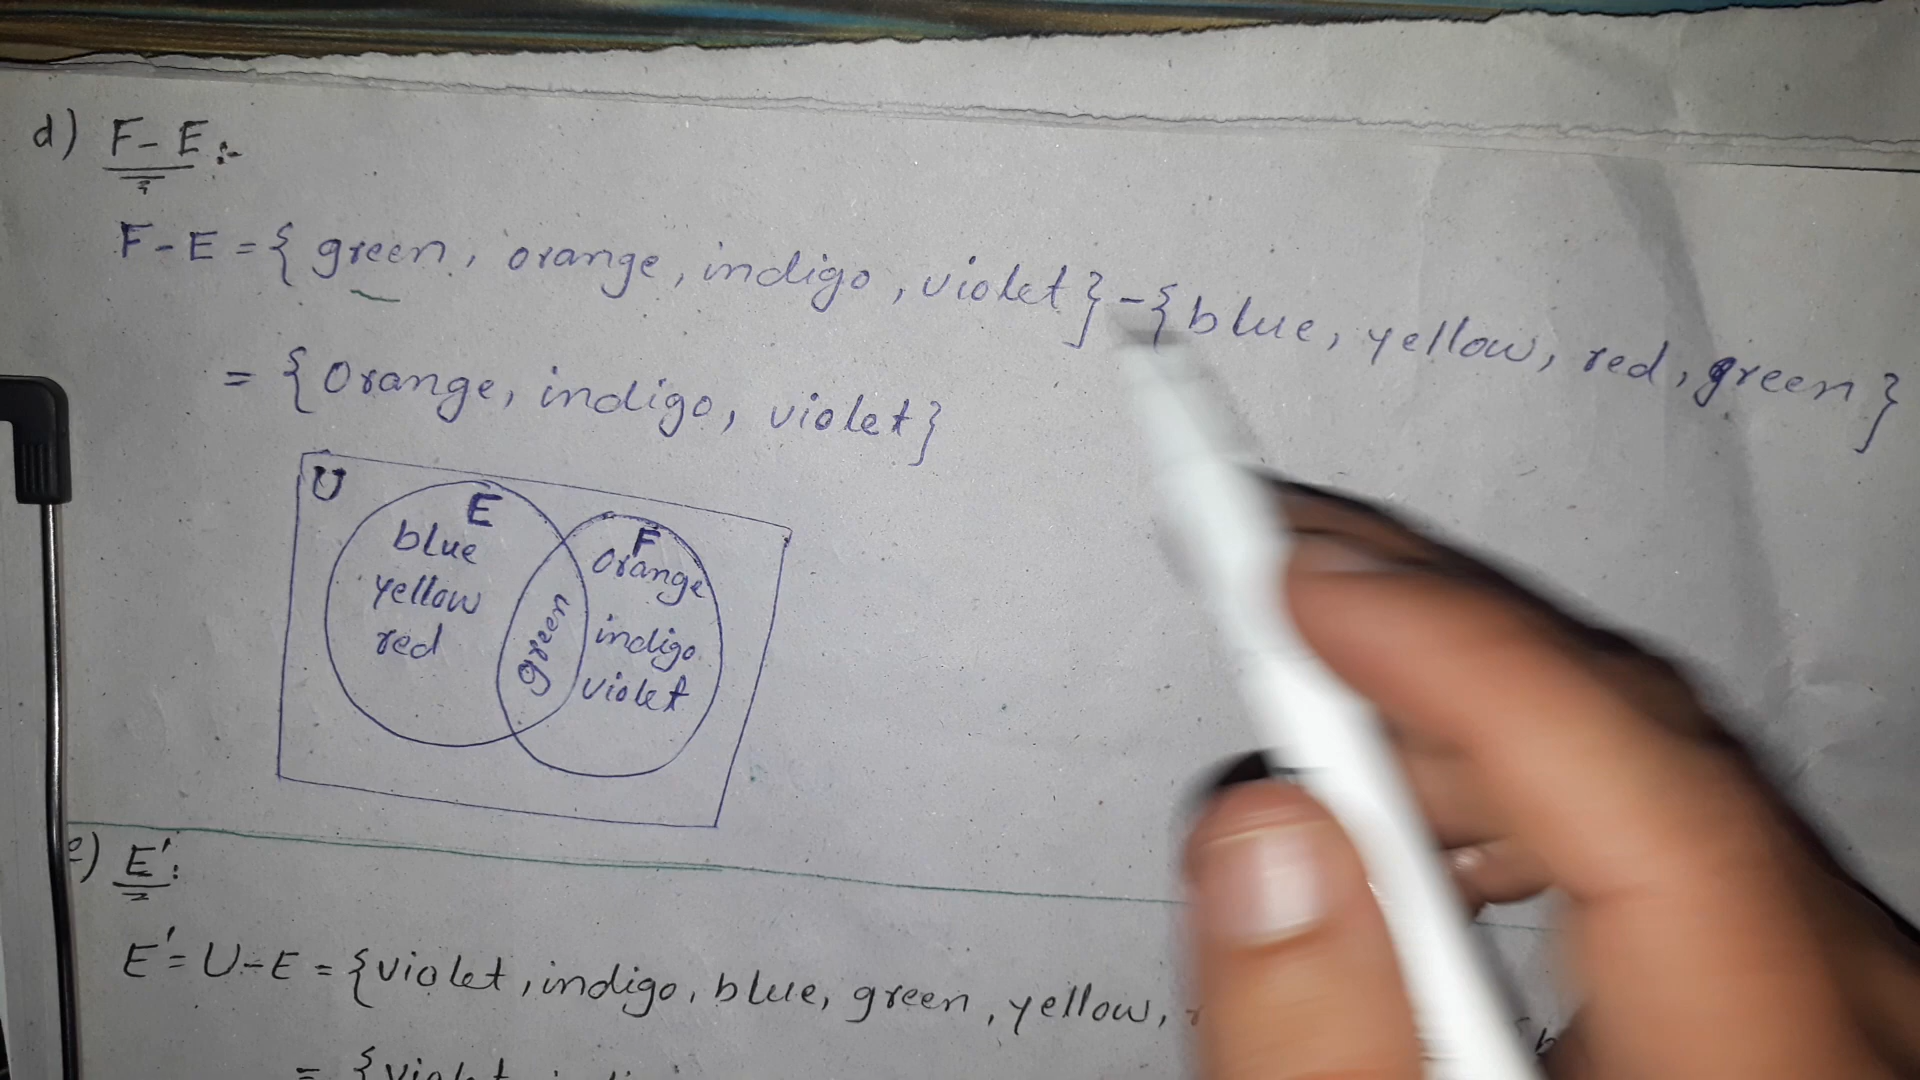 d) F-E:-
F-E = { green, orange, indigo, violet} - {blue, yellow, red, green}
= {Orange, indigo, violet}
U
E
F
blue
yellow
red
green
orange
indigo
violet
e) E':
E' = U-E = {violet, indigo, blue, green, yellow,
= {violet,